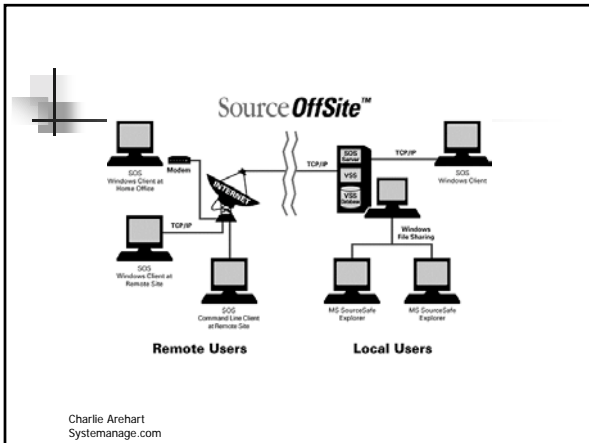 Source OffSite™
SOS
Windows Client at
Home Office
Modem
INTERNET
TCP/IP
SOS
Windows Client at
Remote Site
SOS
Command Line Client
at Remote Site
Remote Users
TCP/IP
SOS
Server
VSS
VSS
Database
TCP/IP
SOS
Windows Client
Windows
File Sharing
MS SourceSafe
Explorer
MS SourceSafe
Explorer
Local Users
Charlie Arehart
Systemanage.com